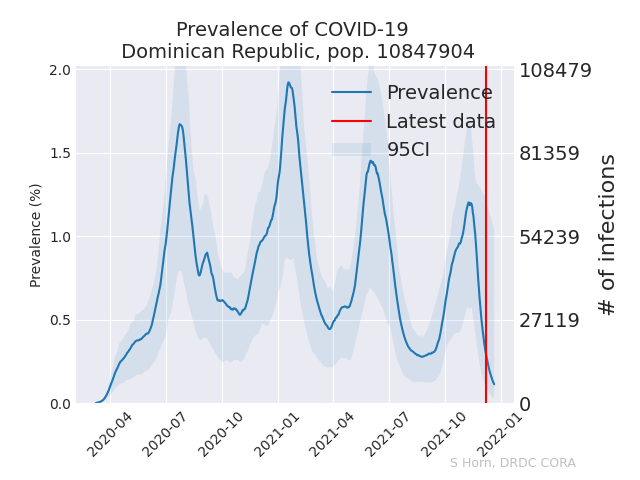 Prevalence of COVID-19
Dominican Republic, pop. 10847904
Prevalence
Latest data
95CI
2.0
1.5
1.0
0.5
0.0
Prevalence (%)
108479
81359
54239
27119
0
# of infections
2020-04
2020-07
2020-10
2021-01
2021-04
2021-07
2021-10
2022-01
S Horn, DRDC CORA